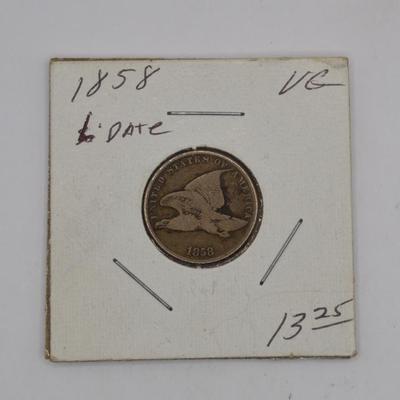 1858 VG
L. DATE
UNITED STATES OF AMERICA
1858
13 25